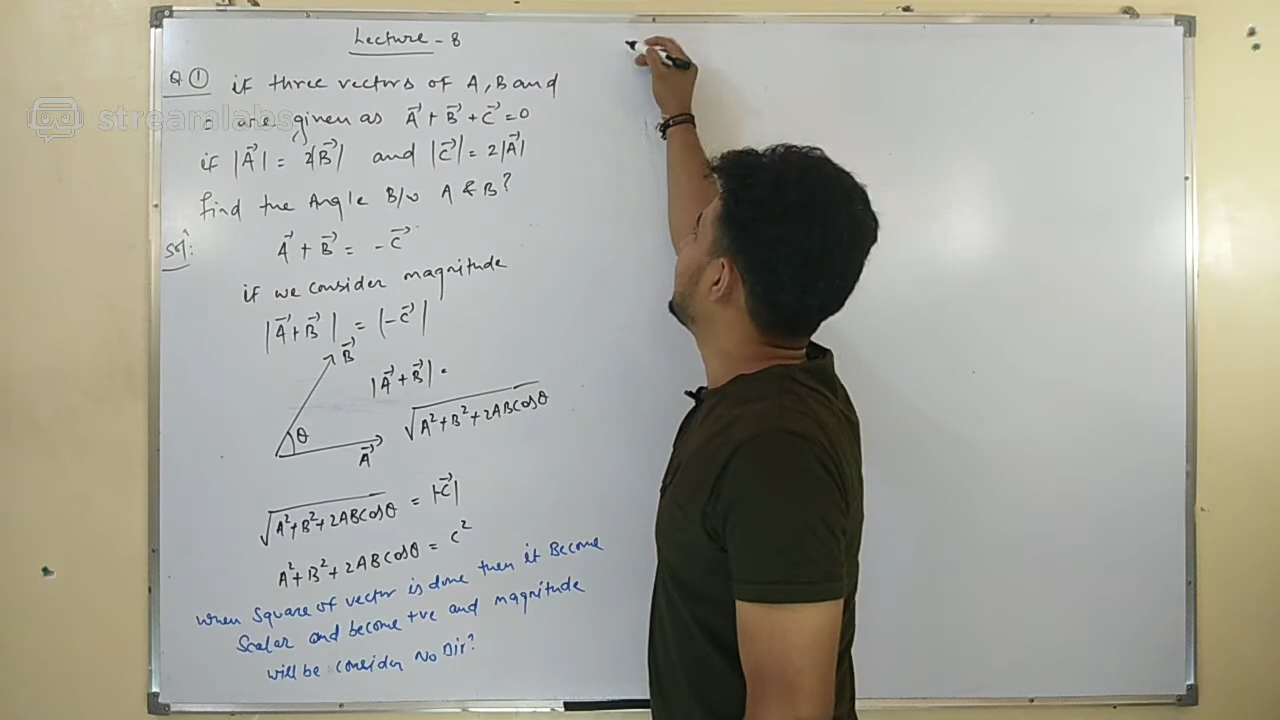 Lecture - 8
Q ① if three vectors of A, B and
C are given as A⃗ + B⃗ + C⃗ = 0
if |A⃗| = 2|B⃗| and |C⃗| = 2|A⃗|
find the Angle B/w A & B?
Sol:
A⃗ + B⃗ = -C⃗
if we consider magnitude
|A⃗ + B⃗| = |-C⃗|
B⃗
|A⃗ + B⃗| =
√A² + B² + 2ABcosθ
θ
A⃗
√A² + B² + 2ABcosθ = |-C⃗|
A² + B² + 2ABcosθ = C²
when Square of vector is done then it Become
Scalar and become +ve and magnitude
will be consider No Dir?
streamlabs